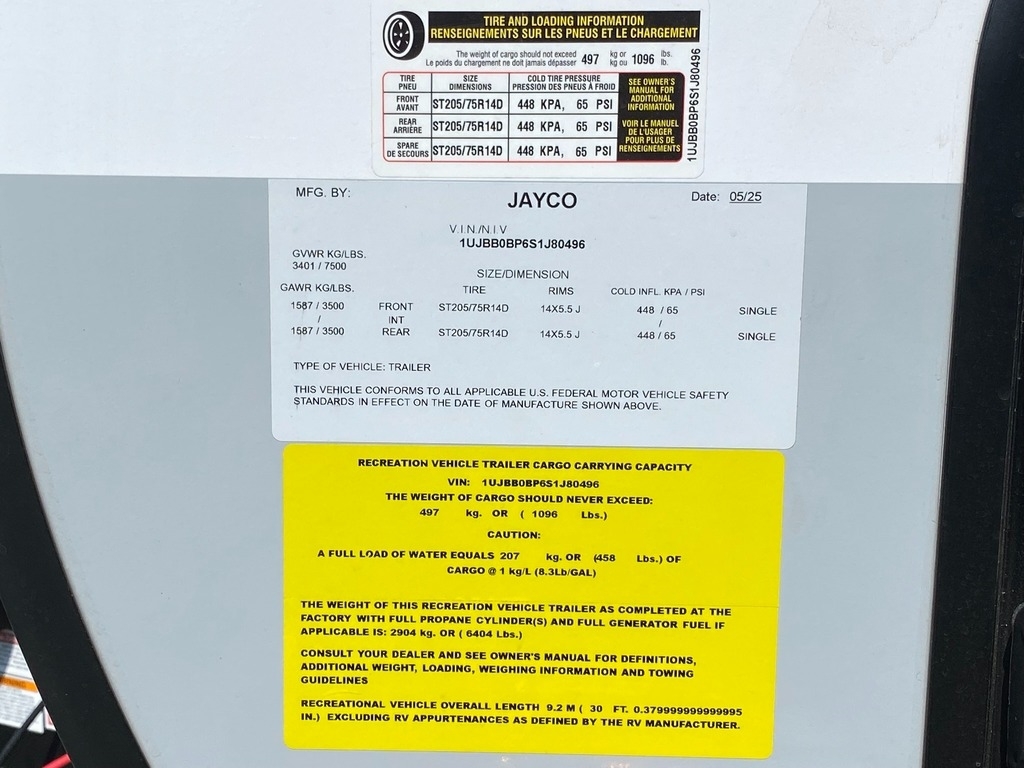 TIRE AND LOADING INFORMATION
RENSEIGNEMENTS SUR LES PNEUS ET LE CHARGEMENT
The weight of cargo should not exceed 497 kg or 1096 lbs.
Le poids du chargement ne doit jamais dépasser kg ou lb.
TIRE SIZE COLD TIRE PRESSURE
PNEU DIMENSIONS PRESSION DES PNEUS À FROID
FRONT AVANT ST205/75R14D 448 KPA, 65 PSI
REAR ARRIÈRE ST205/75R14D 448 KPA, 65 PSI
SPARE DE SECOURS ST205/75R14D 448 KPA, 65 PSI
SEE OWNER'S
MANUAL FOR
ADDITIONAL
INFORMATION
VOIR LE MANUEL
DE L'USAGER
POUR PLUS DE
RENSEIGNEMENTS
1UJBB0BP6S1J80496
MFG. BY: JAYCO Date: 05/25
V.I.N./N.I.V
1UJBB0BP6S1J80496
GVWR KG/LBS.
3401 / 7500
SIZE/DIMENSION
GAWR KG/LBS. TIRE RIMS COLD INFL. KPA / PSI
1587 / 3500 FRONT ST205/75R14D 14X5.5 J 448 / 65 SINGLE
/ INT /
1587 / 3500 REAR ST205/75R14D 14X5.5 J 448 / 65 SINGLE
TYPE OF VEHICLE: TRAILER
THIS VEHICLE CONFORMS TO ALL APPLICABLE U.S. FEDERAL MOTOR VEHICLE SAFETY
STANDARDS IN EFFECT ON THE DATE OF MANUFACTURE SHOWN ABOVE.
RECREATION VEHICLE TRAILER CARGO CARRYING CAPACITY
VIN: 1UJBB0BP6S1J80496
THE WEIGHT OF CARGO SHOULD NEVER EXCEED:
497 kg. OR ( 1096 Lbs.)
CAUTION:
A FULL LOAD OF WATER EQUALS 207 kg. OR (458 Lbs.) OF
CARGO @ 1 kg/L (8.3Lb/GAL)
THE WEIGHT OF THIS RECREATION VEHICLE TRAILER AS COMPLETED AT THE
FACTORY WITH FULL PROPANE CYLINDER(S) AND FULL GENERATOR FUEL IF
APPLICABLE IS: 2904 kg. OR ( 6404 Lbs.)
CONSULT YOUR DEALER AND SEE OWNER'S MANUAL FOR DEFINITIONS,
ADDITIONAL WEIGHT, LOADING, WEIGHING INFORMATION AND TOWING
GUIDELINES
RECREATIONAL VEHICLE OVERALL LENGTH 9.2 M ( 30 FT. 0.379999999999995
IN.) EXCLUDING RV APPURTENANCES AS DEFINED BY THE RV MANUFACTURER.